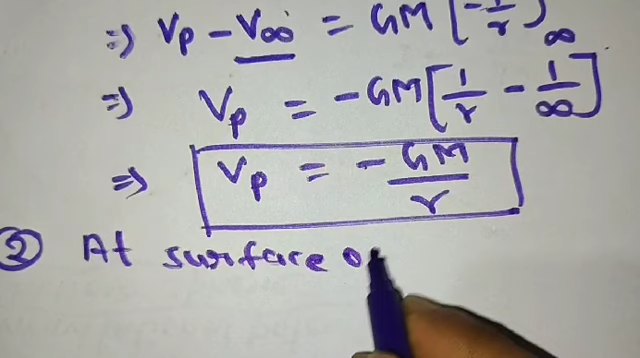 => Vp - V∞ = GM[-1/r]∞
=> Vp = -GM[1/r - 1/∞]
=> Vp = -GM/r
② At surface o